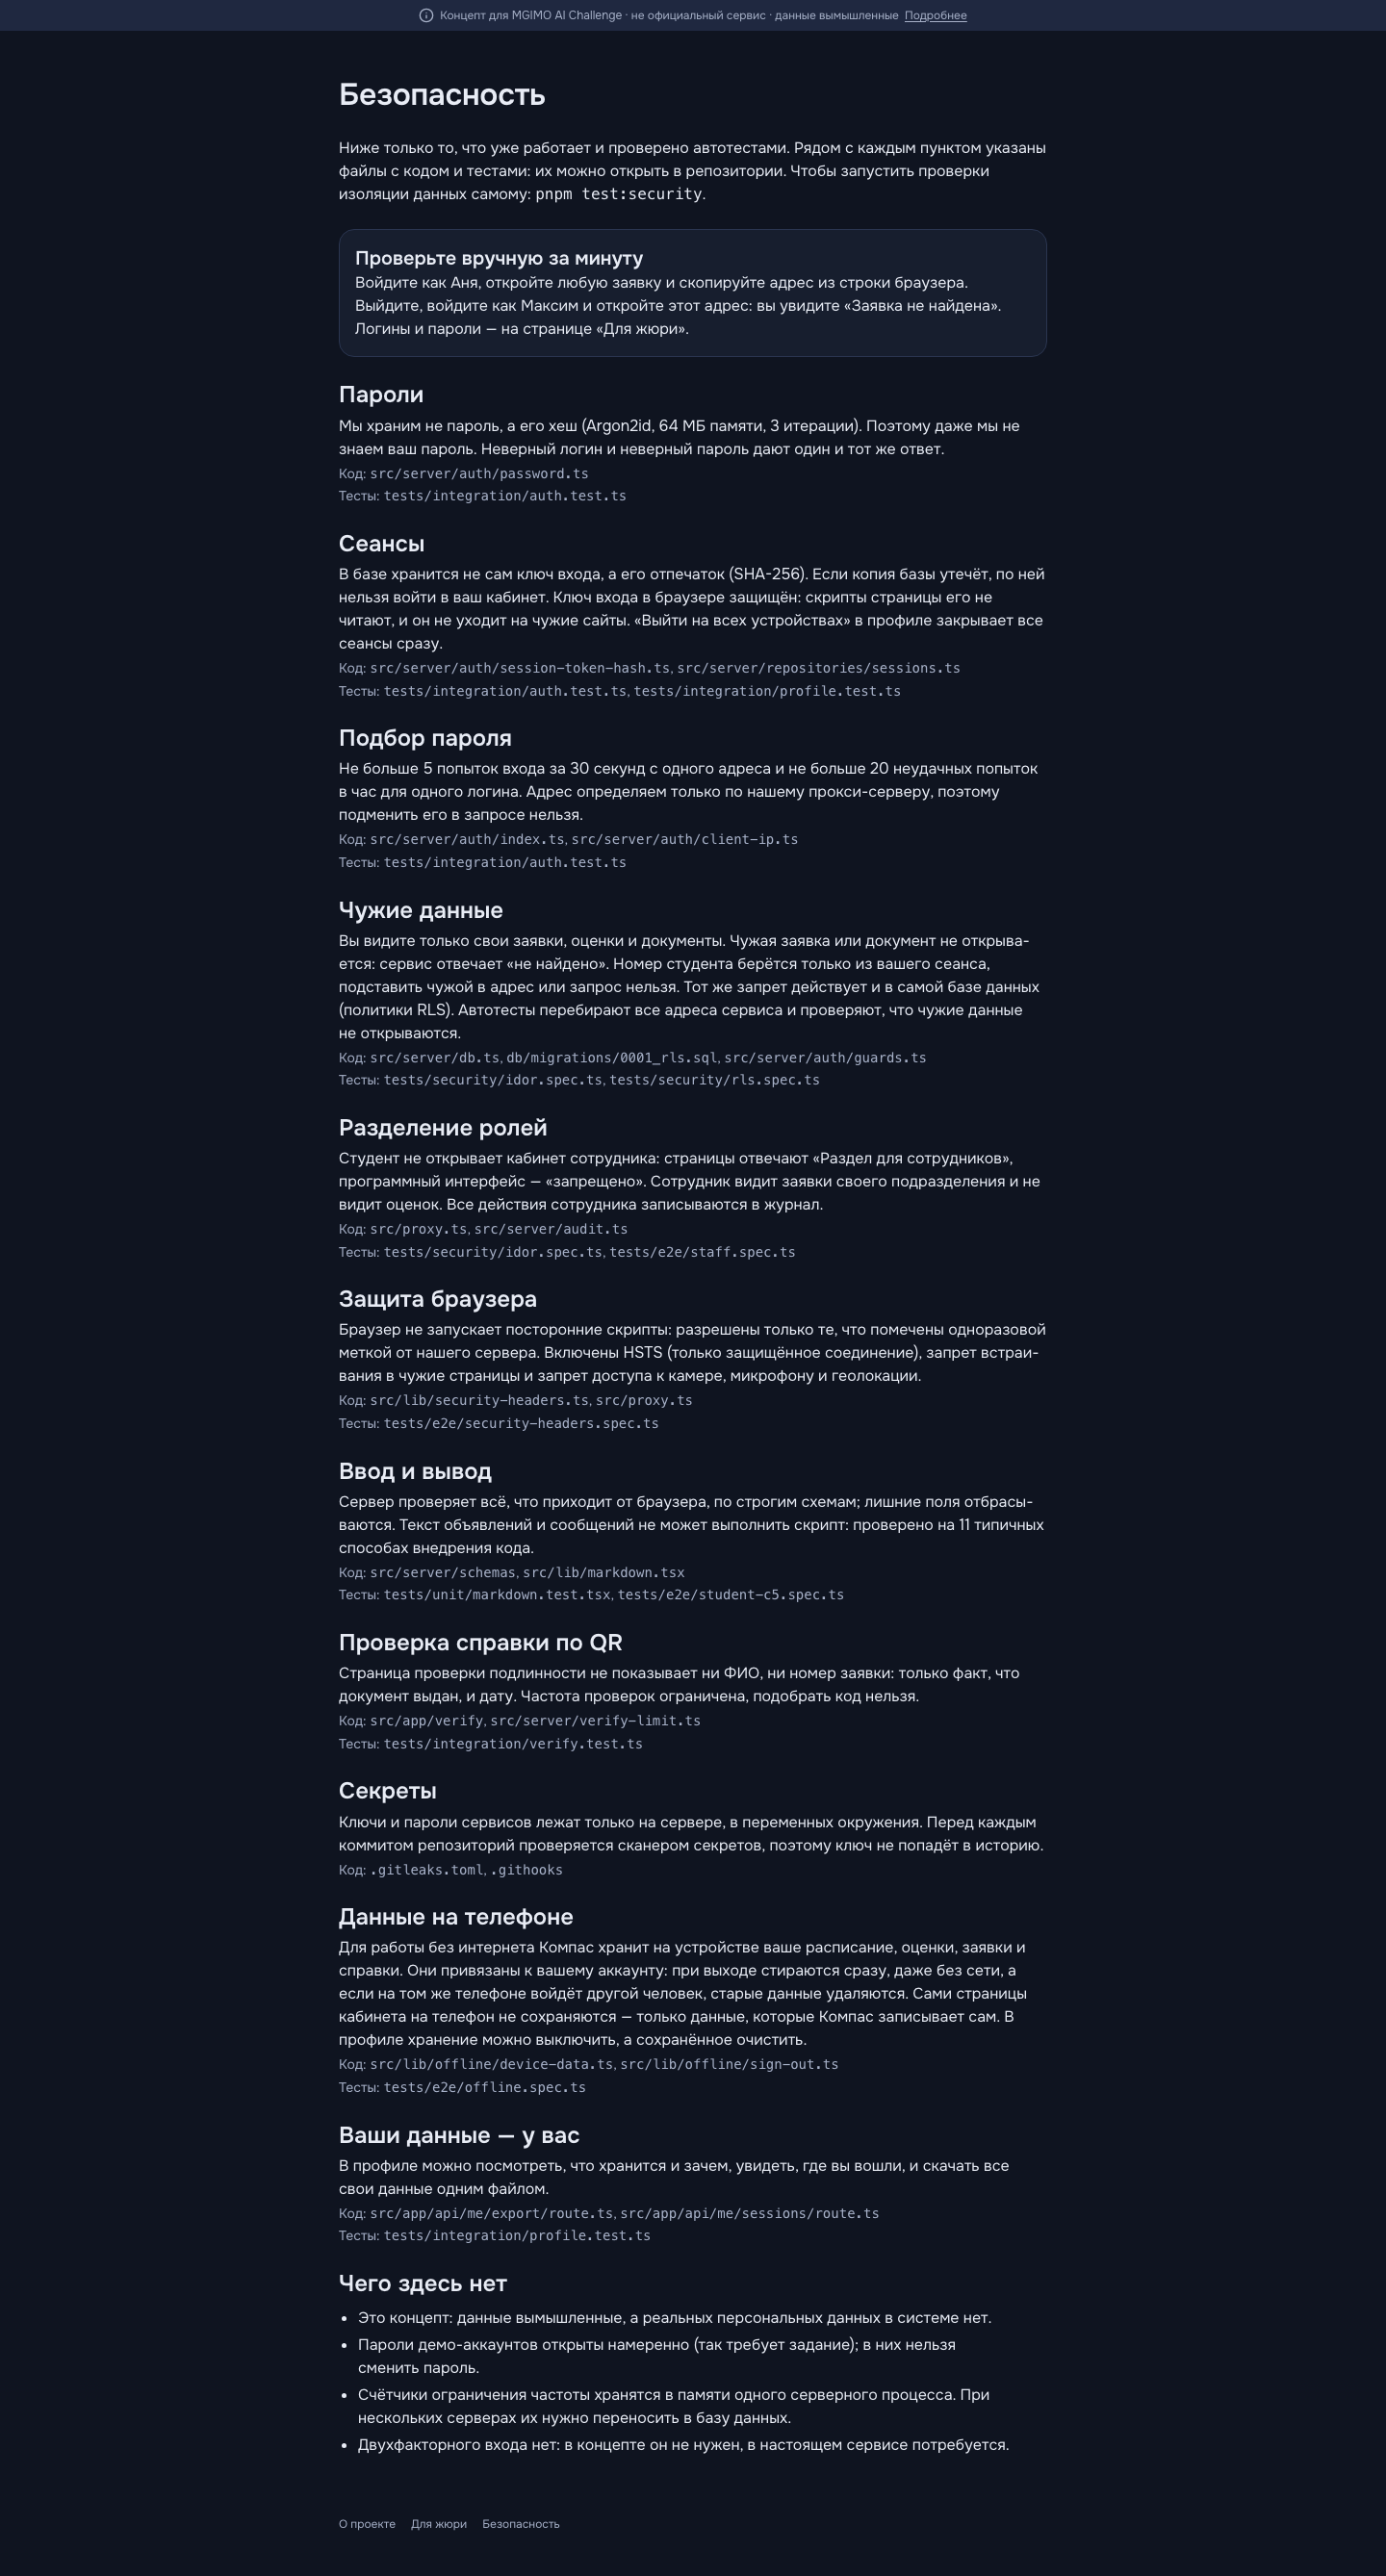 Концепт для MGIMO AI Challenge · не официальный сервис · данные вымышленные Подробнее
Безопасность
Ниже только то, что уже работает и проверено автотестами. Рядом с каждым пунктом указаны
файлы с кодом и тестами: их можно открыть в репозитории. Чтобы запустить проверки
изоляции данных самому: pnpm test:security.
Проверьте вручную за минуту
Войдите как Аня, откройте любую заявку и скопируйте адрес из строки браузера.
Выйдите, войдите как Максим и откройте этот адрес: вы увидите «Заявка не найдена».
Логины и пароли — на странице «Для жюри».
Пароли
Мы храним не пароль, а его хеш (Argon2id, 64 МБ памяти, 3 итерации). Поэтому даже мы не
знаем ваш пароль. Неверный логин и неверный пароль дают один и тот же ответ.
Код: src/server/auth/password.ts
Тесты: tests/integration/auth.test.ts
Сеансы
В базе хранится не сам ключ входа, а его отпечаток (SHA-256). Если копия базы утечёт, по ней
нельзя войти в ваш кабинет. Ключ входа в браузере защищён: скрипты страницы его не
читают, и он не уходит на чужие сайты. «Выйти на всех устройствах» в профиле закрывает все
сеансы сразу.
Код: src/server/auth/session-token-hash.ts, src/server/repositories/sessions.ts
Тесты: tests/integration/auth.test.ts, tests/integration/profile.test.ts
Подбор пароля
Не больше 5 попыток входа за 30 секунд с одного адреса и не больше 20 неудачных попыток
в час для одного логина. Адрес определяем только по нашему прокси-серверу, поэтому
подменить его в запросе нельзя.
Код: src/server/auth/index.ts, src/server/auth/client-ip.ts
Тесты: tests/integration/auth.test.ts
Чужие данные
Вы видите только свои заявки, оценки и документы. Чужая заявка или документ не открыва-
ется: сервис отвечает «не найдено». Номер студента берётся только из вашего сеанса,
подставить чужой в адрес или запрос нельзя. Тот же запрет действует и в самой базе данных
(политики RLS). Автотесты перебирают все адреса сервиса и проверяют, что чужие данные
не открываются.
Код: src/server/db.ts, db/migrations/0001_rls.sql, src/server/auth/guards.ts
Тесты: tests/security/idor.spec.ts, tests/security/rls.spec.ts
Разделение ролей
Студент не открывает кабинет сотрудника: страницы отвечают «Раздел для сотрудников»,
программный интерфейс — «запрещено». Сотрудник видит заявки своего подразделения и не
видит оценок. Все действия сотрудника записываются в журнал.
Код: src/proxy.ts, src/server/audit.ts
Тесты: tests/security/idor.spec.ts, tests/e2e/staff.spec.ts
Защита браузера
Браузер не запускает посторонние скрипты: разрешены только те, что помечены одноразовой
меткой от нашего сервера. Включены HSTS (только защищённое соединение), запрет встраи-
вания в чужие страницы и запрет доступа к камере, микрофону и геолокации.
Код: src/lib/security-headers.ts, src/proxy.ts
Тесты: tests/e2e/security-headers.spec.ts
Ввод и вывод
Сервер проверяет всё, что приходит от браузера, по строгим схемам; лишние поля отбрасы-
ваются. Текст объявлений и сообщений не может выполнить скрипт: проверено на 11 типичных
способах внедрения кода.
Код: src/server/schemas, src/lib/markdown.tsx
Тесты: tests/unit/markdown.test.tsx, tests/e2e/student-c5.spec.ts
Проверка справки по QR
Страница проверки подлинности не показывает ни ФИО, ни номер заявки: только факт, что
документ выдан, и дату. Частота проверок ограничена, подобрать код нельзя.
Код: src/app/verify, src/server/verify-limit.ts
Тесты: tests/integration/verify.test.ts
Секреты
Ключи и пароли сервисов лежат только на сервере, в переменных окружения. Перед каждым
коммитом репозиторий проверяется сканером секретов, поэтому ключ не попадёт в историю.
Код: .gitleaks.toml, .githooks
Данные на телефоне
Для работы без интернета Компас хранит на устройстве ваше расписание, оценки, заявки и
справки. Они привязаны к вашему аккаунту: при выходе стираются сразу, даже без сети, а
если на том же телефоне войдёт другой человек, старые данные удаляются. Сами страницы
кабинета на телефон не сохраняются — только данные, которые Компас записывает сам. В
профиле хранение можно выключить, а сохранённое очистить.
Код: src/lib/offline/device-data.ts, src/lib/offline/sign-out.ts
Тесты: tests/e2e/offline.spec.ts
Ваши данные — у вас
В профиле можно посмотреть, что хранится и зачем, увидеть, где вы вошли, и скачать все
свои данные одним файлом.
Код: src/app/api/me/export/route.ts, src/app/api/me/sessions/route.ts
Тесты: tests/integration/profile.test.ts
Чего здесь нет
• Это концепт: данные вымышленные, а реальных персональных данных в системе нет.
• Пароли демо-аккаунтов открыты намеренно (так требует задание); в них нельзя
сменить пароль.
• Счётчики ограничения частоты хранятся в памяти одного серверного процесса. При
нескольких серверах их нужно переносить в базу данных.
• Двухфакторного входа нет: в концепте он не нужен, в настоящем сервисе потребуется.
О проекте Для жюри Безопасность